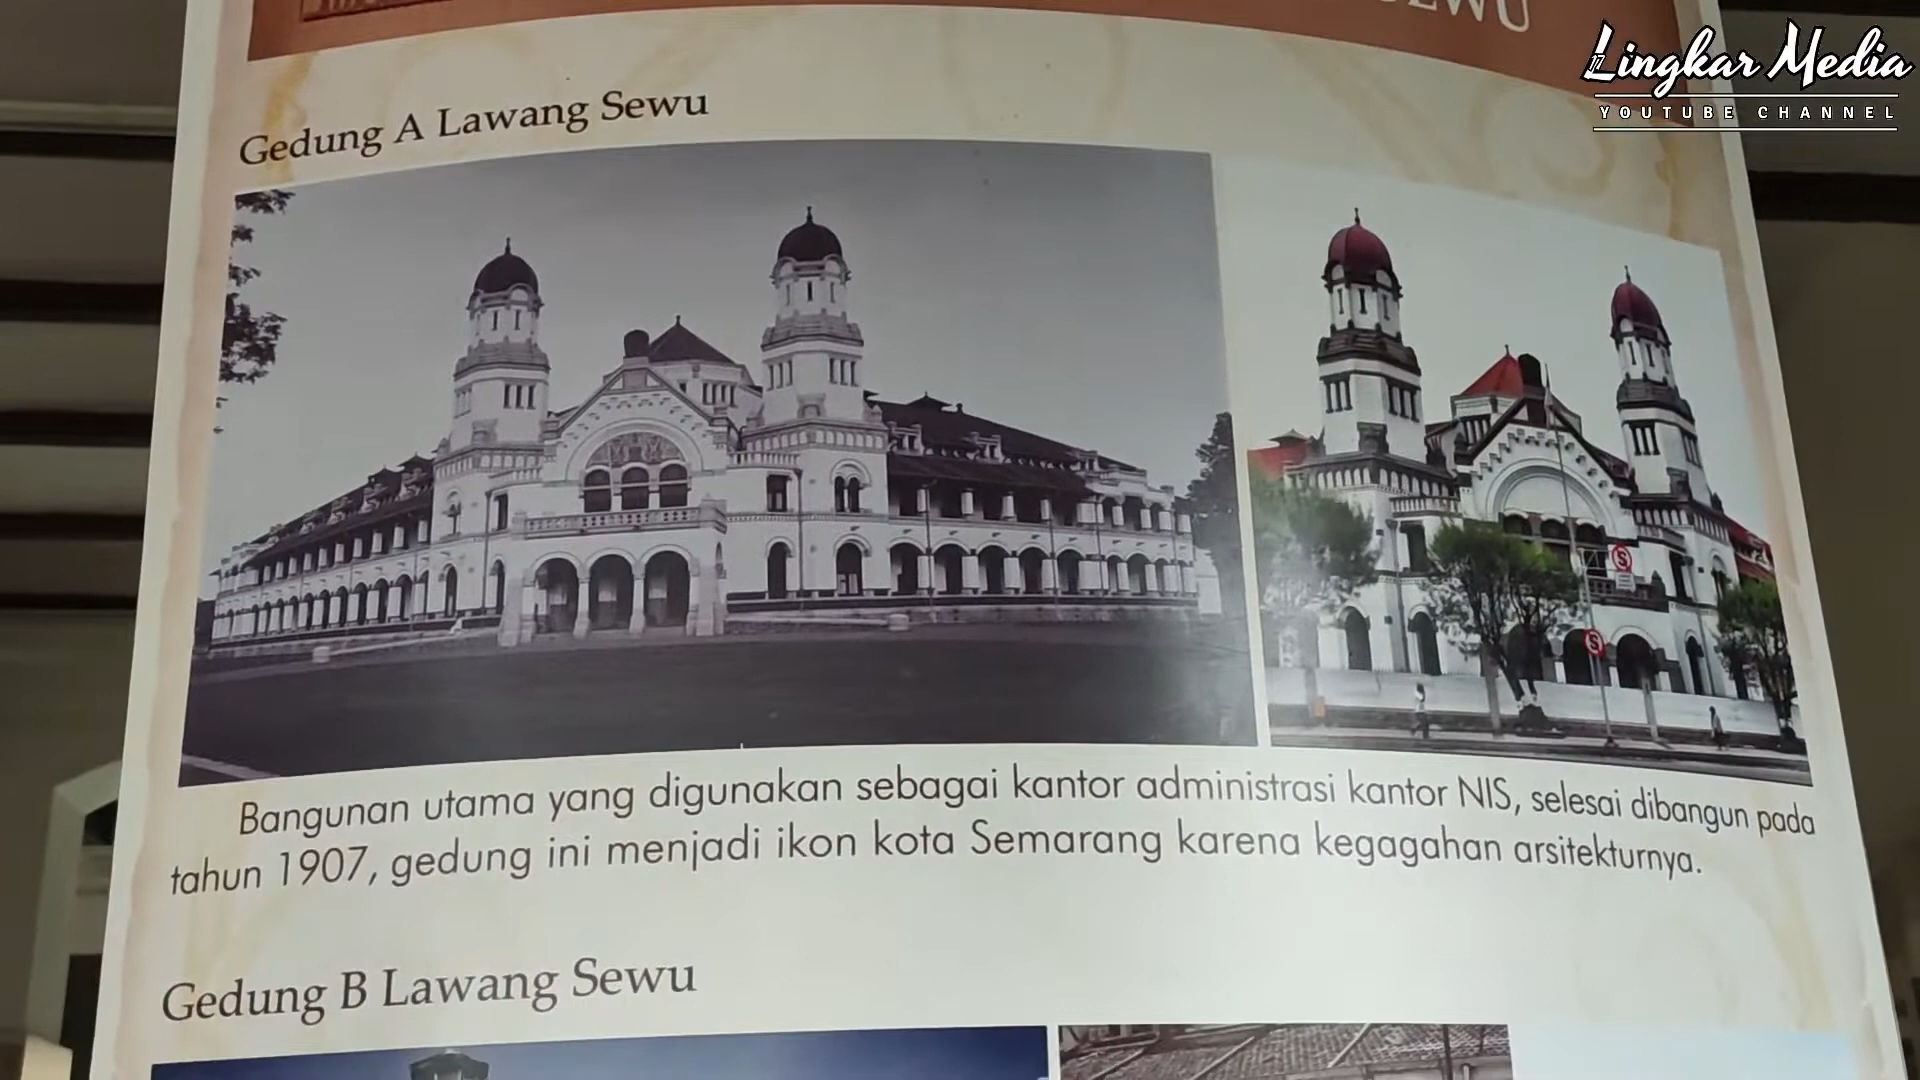 SEWU
Lingkar Media
YOUTUBE CHANNEL
Gedung A Lawang Sewu
S
S
Bangunan utama yang digunakan sebagai kantor administrasi kantor NIS, selesai dibangun pada
tahun 1907, gedung ini menjadi ikon kota Semarang karena kegagahan arsitekturnya.
Gedung B Lawang Sewu